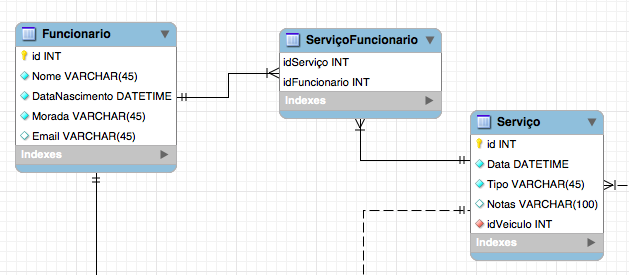 Funcionario
id INT
Nome VARCHAR(45)
DataNascimento DATETIME
Morada VARCHAR(45)
Email VARCHAR(45)
Indexes
ServiçoFuncionario
idServiço INT
idFuncionario INT
Indexes
Serviço
id INT
Data DATETIME
Tipo VARCHAR(45)
Notas VARCHAR(100)
idVeiculo INT
Indexes